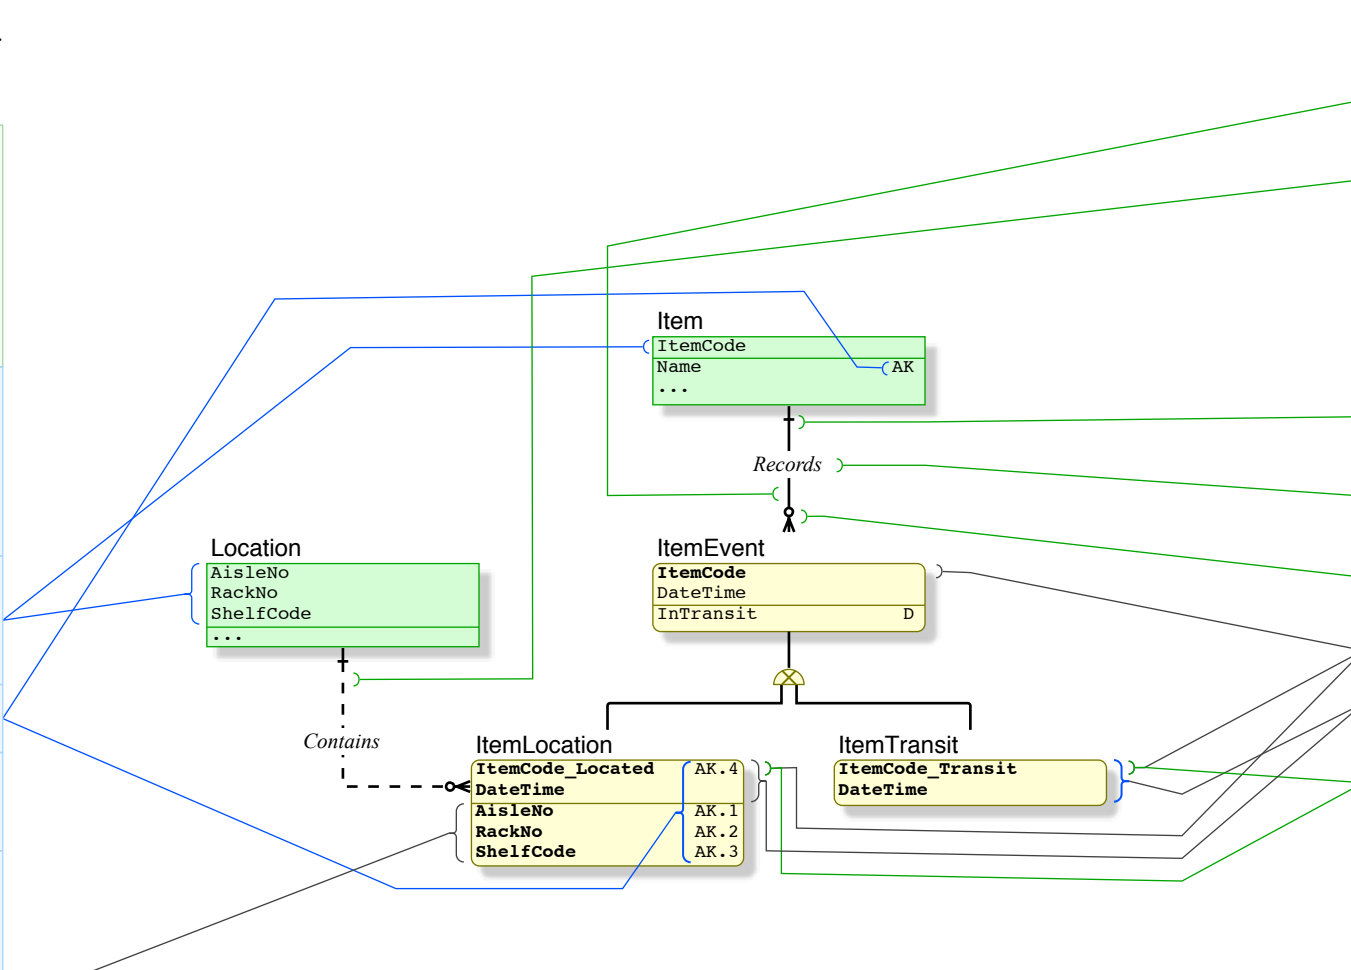 Item
ItemCode
Name AK
...
Records
Location
AisleNo
RackNo
ShelfCode
...
ItemEvent
ItemCode
DateTime
InTransit D
Contains
ItemLocation
ItemCode_Located AK.4
DateTime
AisleNo AK.1
RackNo AK.2
ShelfCode AK.3
ItemTransit
ItemCode_Transit
DateTime